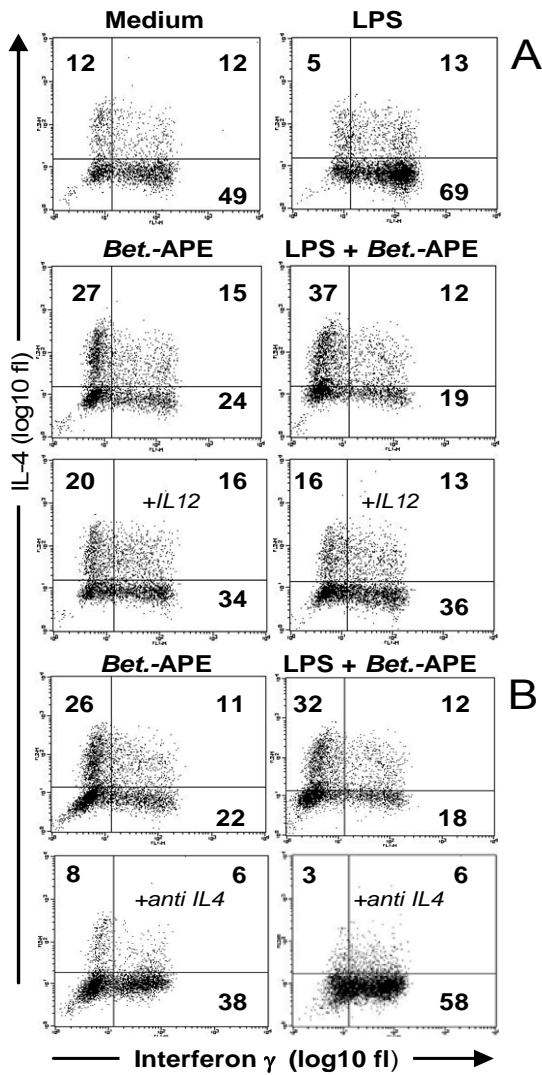 Medium LPS A
12 12 5 13
49 69
Bet.-APE LPS + Bet.-APE
27 15 37 12
24 19
20 16 16 13
+IL12 +IL12
34 36
Bet.-APE LPS + Bet.-APE B
26 11 32 12
22 18
8 6 3 6
+anti IL4 +anti IL4
38 58
IL-4 (log10 fl)
Interferon γ (log10 fl)